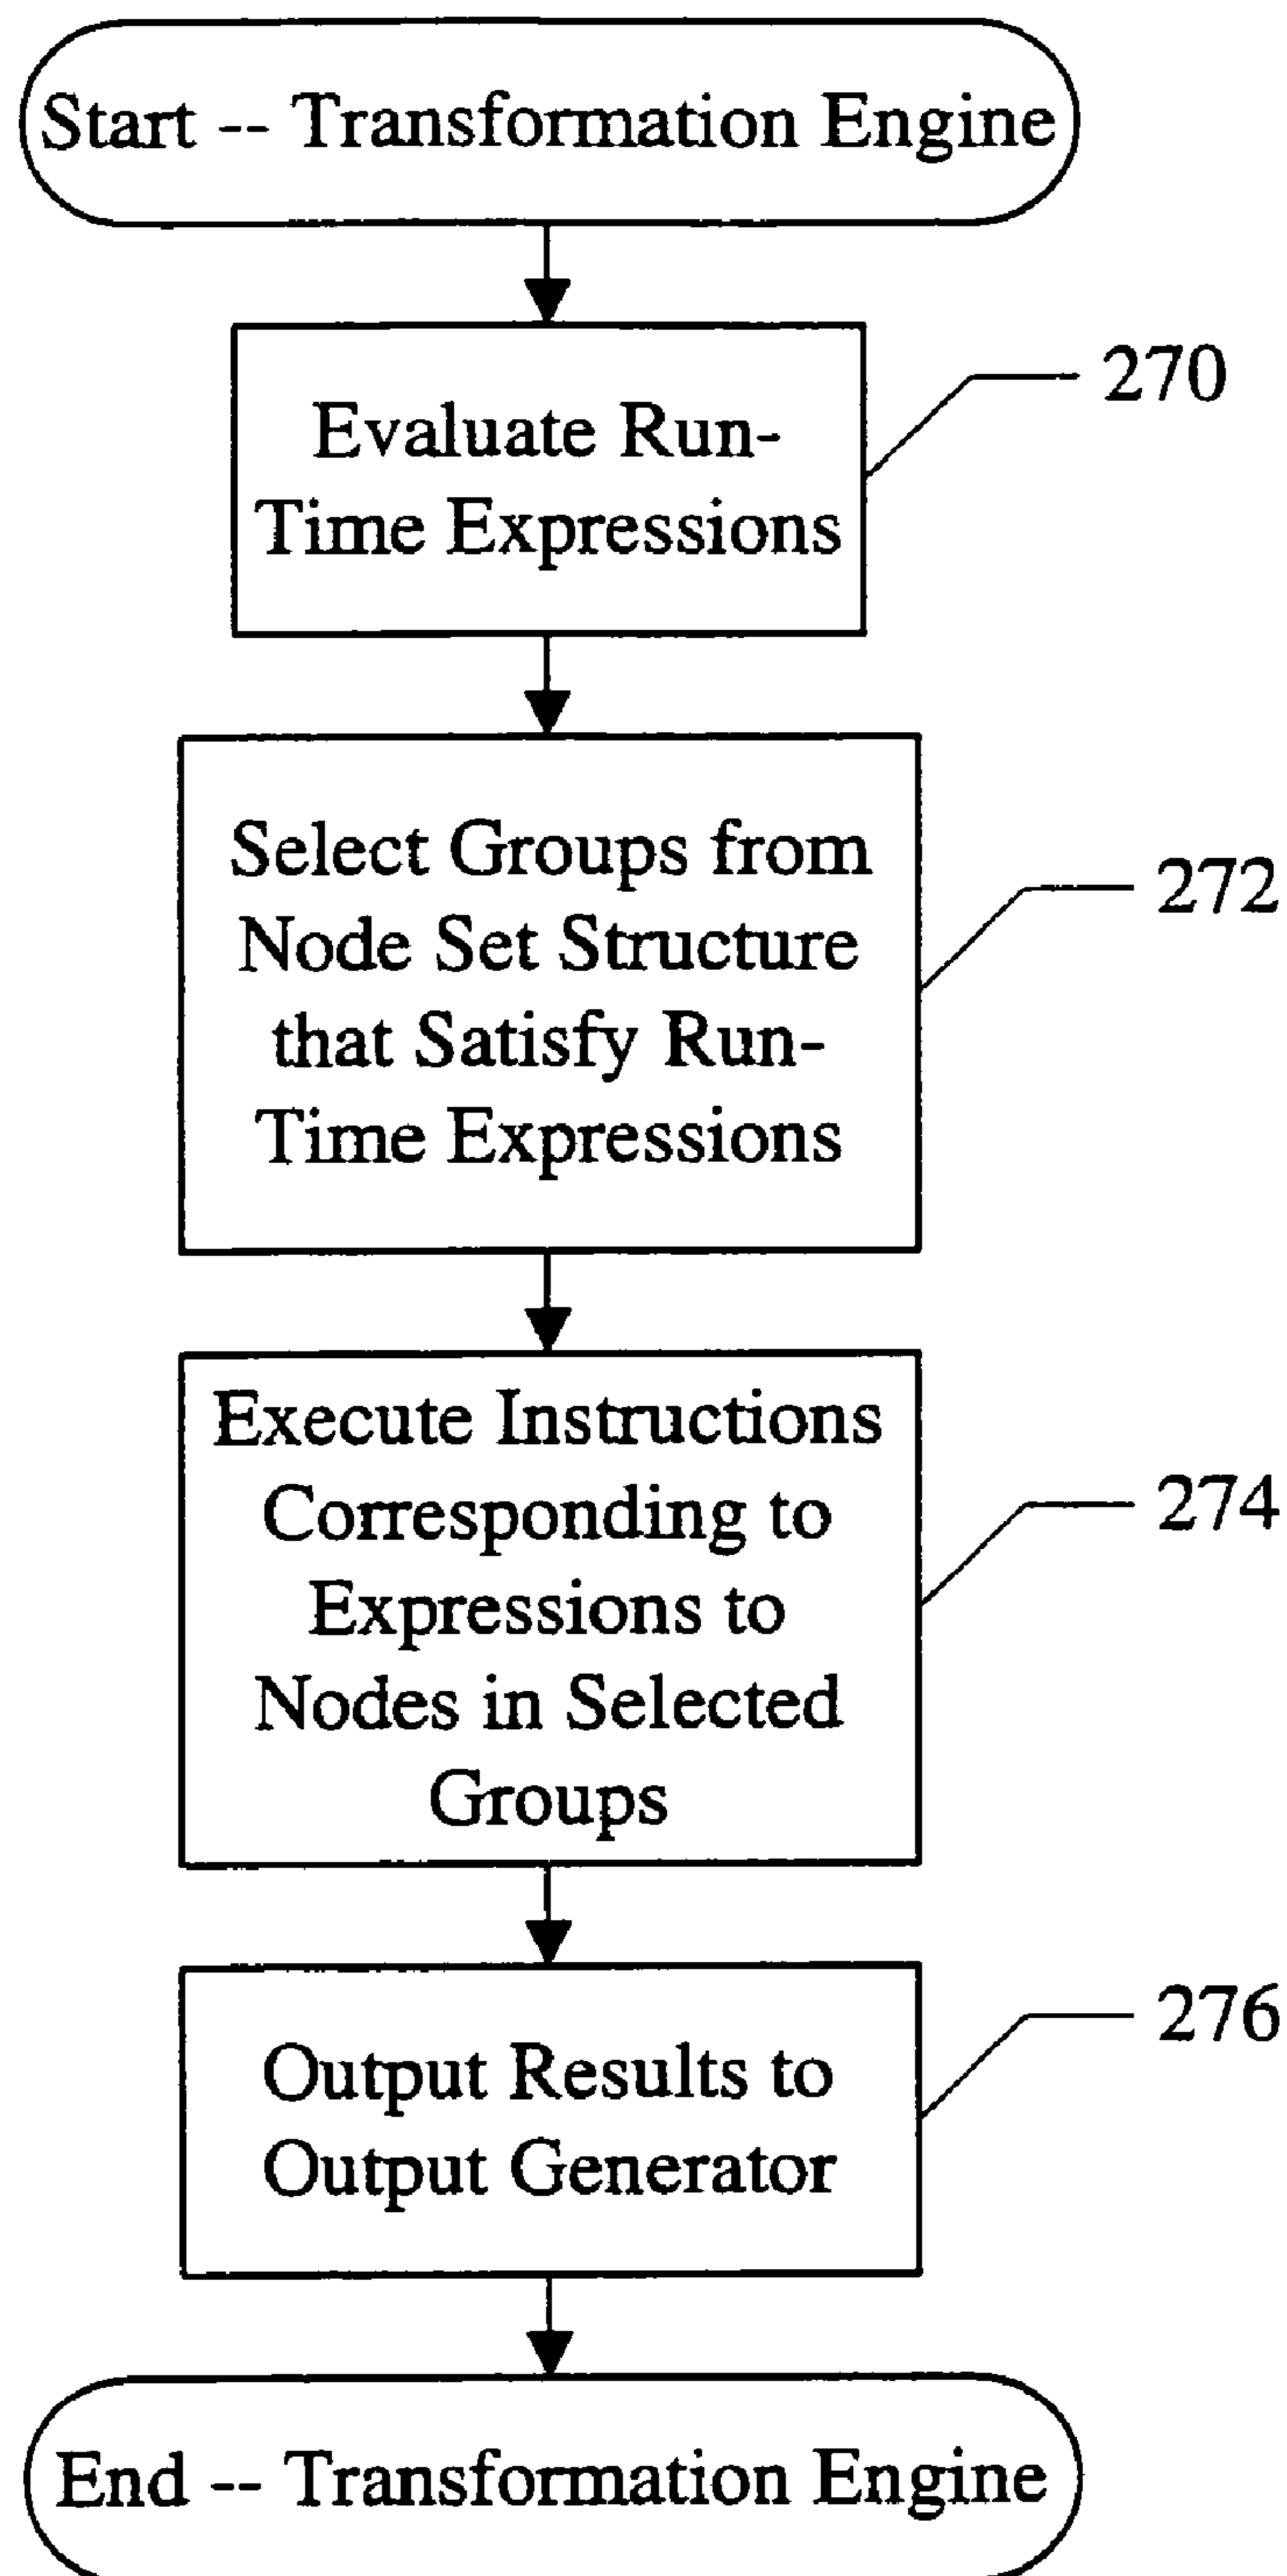 Start -- Transformation Engine
Evaluate Run-
Time Expressions
270
Select Groups from
Node Set Structure
that Satisfy Run-
Time Expressions
272
Execute Instructions
Corresponding to
Expressions to
Nodes in Selected
Groups
274
Output Results to
Output Generator
276
End -- Transformation Engine